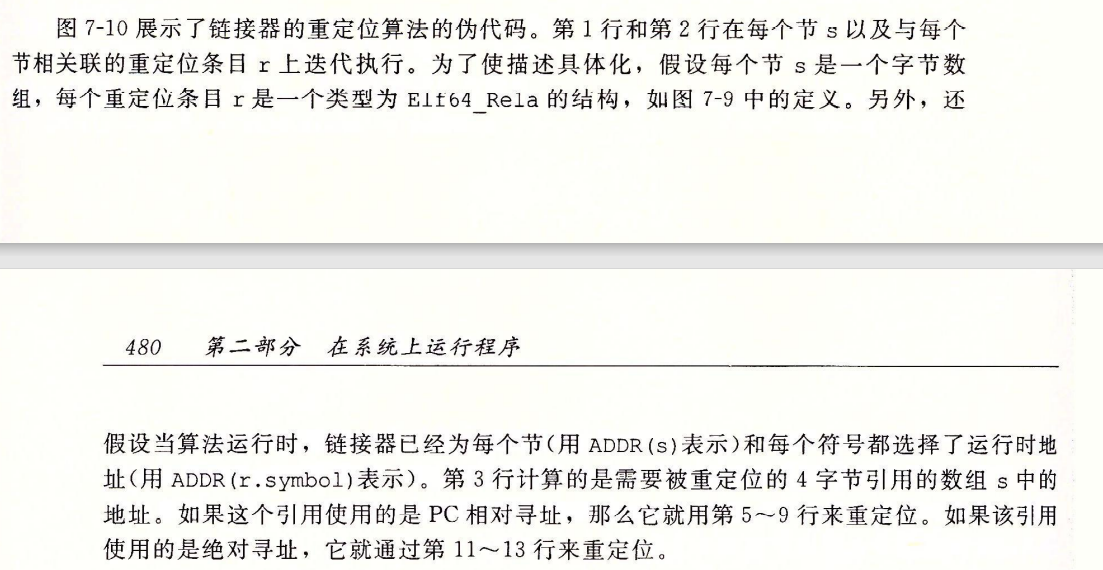 图 7-10 展示了链接器的重定位算法的伪代码。第 1 行和第 2 行在每个节 s 以及与每个
节相关联的重定位条目 r 上迭代执行。为了使描述具体化，假设每个节 s 是一个字节数
组，每个重定位条目 r 是一个类型为 Elf64_Rela 的结构，如图 7-9 中的定义。另外，还
480 第二部分 在系统上运行程序
假设当算法运行时，链接器已经为每个节(用 ADDR(s)表示)和每个符号都选择了运行时地
址(用 ADDR(r.symbol)表示)。第 3 行计算的是需要被重定位的 4 字节引用的数组 s 中的
地址。如果这个引用使用的是 PC 相对寻址，那么它就用第 5～9 行来重定位。如果该引用
使用的是绝对寻址，它就通过第 11～13 行来重定位。